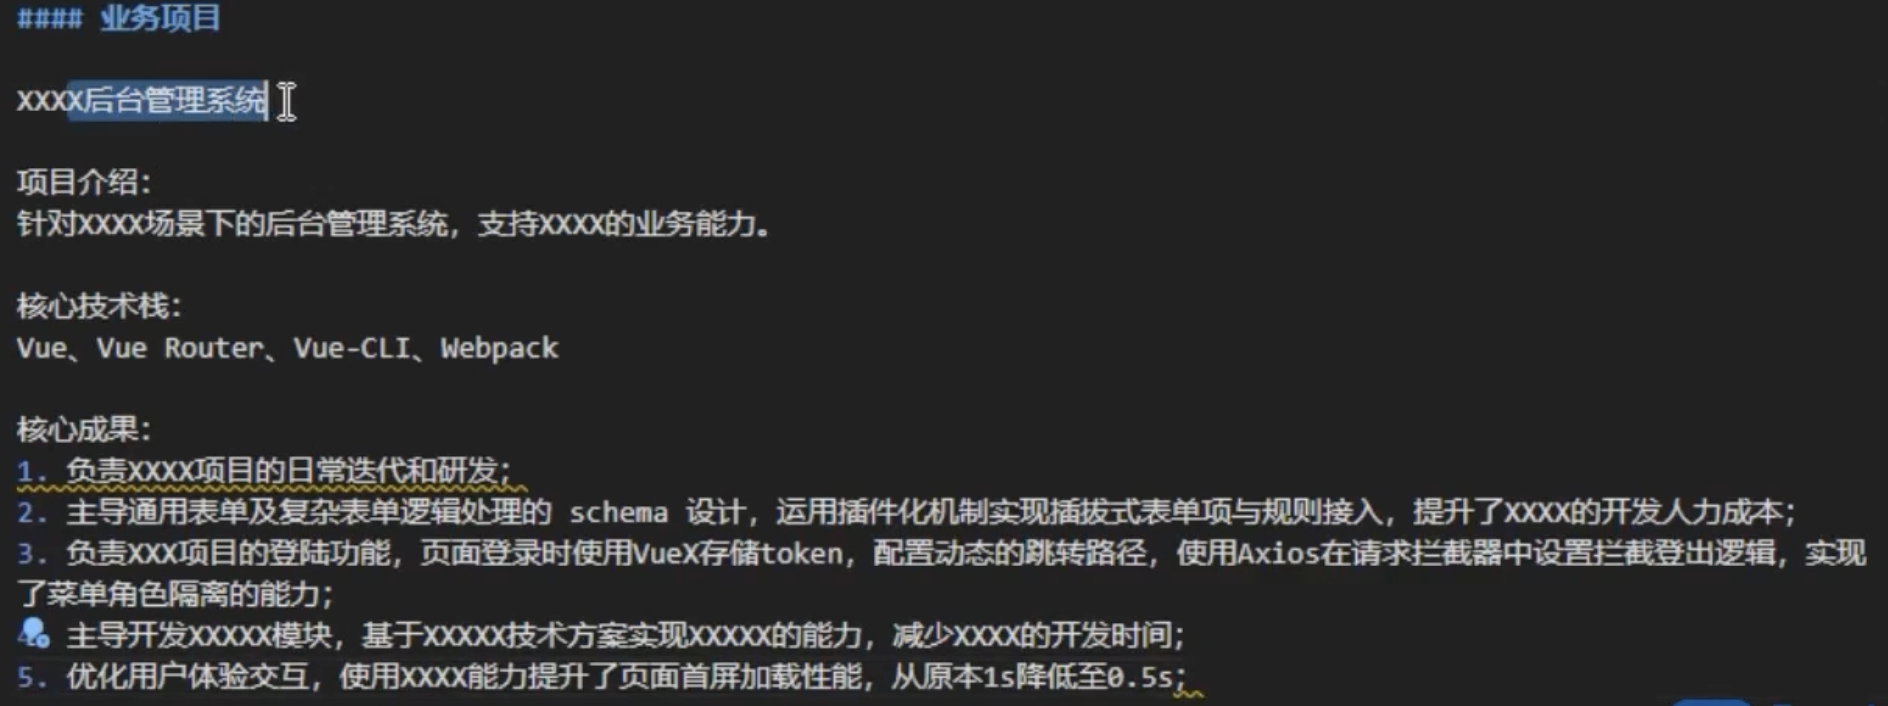 #### 业务项目
XXXX后台管理系统
项目介绍：
针对XXXX场景下的后台管理系统，支持XXXX的业务能力。
核心技术栈：
Vue、Vue Router、Vue-CLI、Webpack
核心成果：
1. 负责XXXX项目的日常迭代和研发；
2. 主导通用表单及复杂表单逻辑处理的 schema 设计，运用插件化机制实现插拔式表单项与规则接入，提升了XXXX的开发人力成本；
3. 负责XXX项目的登陆功能，页面登录时使用VueX存储token，配置动态的跳转路径，使用Axios在请求拦截器中设置拦截登出逻辑，实现
了菜单角色隔离的能力；
主导开发XXXXX模块，基于XXXXX技术方案实现XXXXX的能力，减少XXXX的开发时间；
5. 优化用户体验交互，使用XXXX能力提升了页面首屏加载性能，从原本1s降低至0.5s；